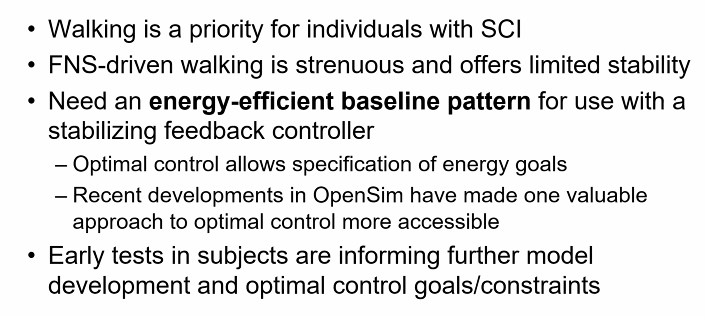 • Walking is a priority for individuals with SCI
• FNS-driven walking is strenuous and offers limited stability
• Need an energy-efficient baseline pattern for use with a
stabilizing feedback controller
– Optimal control allows specification of energy goals
– Recent developments in OpenSim have made one valuable
approach to optimal control more accessible
• Early tests in subjects are informing further model
development and optimal control goals/constraints